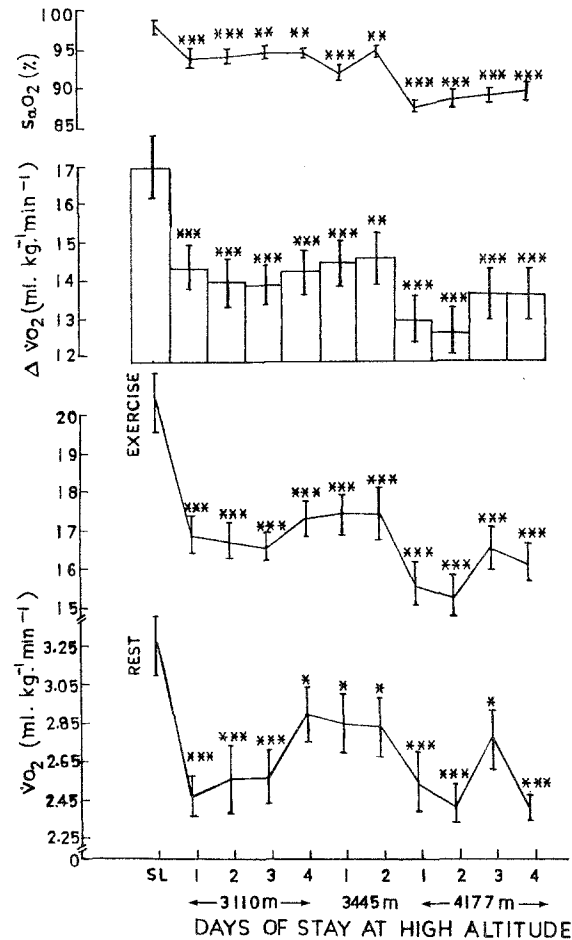 100
95
90
85
SaO2 (%)
*** *** ** ** *** ** *** *** *** ***
17
16
15
14
13
12
Δ V̇O2 (ml. kg.-1 min-1)
*** *** *** *** *** ** *** *** *** ***
EXERCISE
20
19
18
17
16
15
*** *** *** *** *** *** *** *** *** ***
REST
3.25
3.05
2.85
2.65
2.45
2.25
0
V̇O2 (ml. kg-1 min-1)
*** *** *** * * * *** *** * ***
SL 1 2 3 4 1 2 1 2 3 4
3110m 3445m 4177m
DAYS OF STAY AT HIGH ALTITUDE